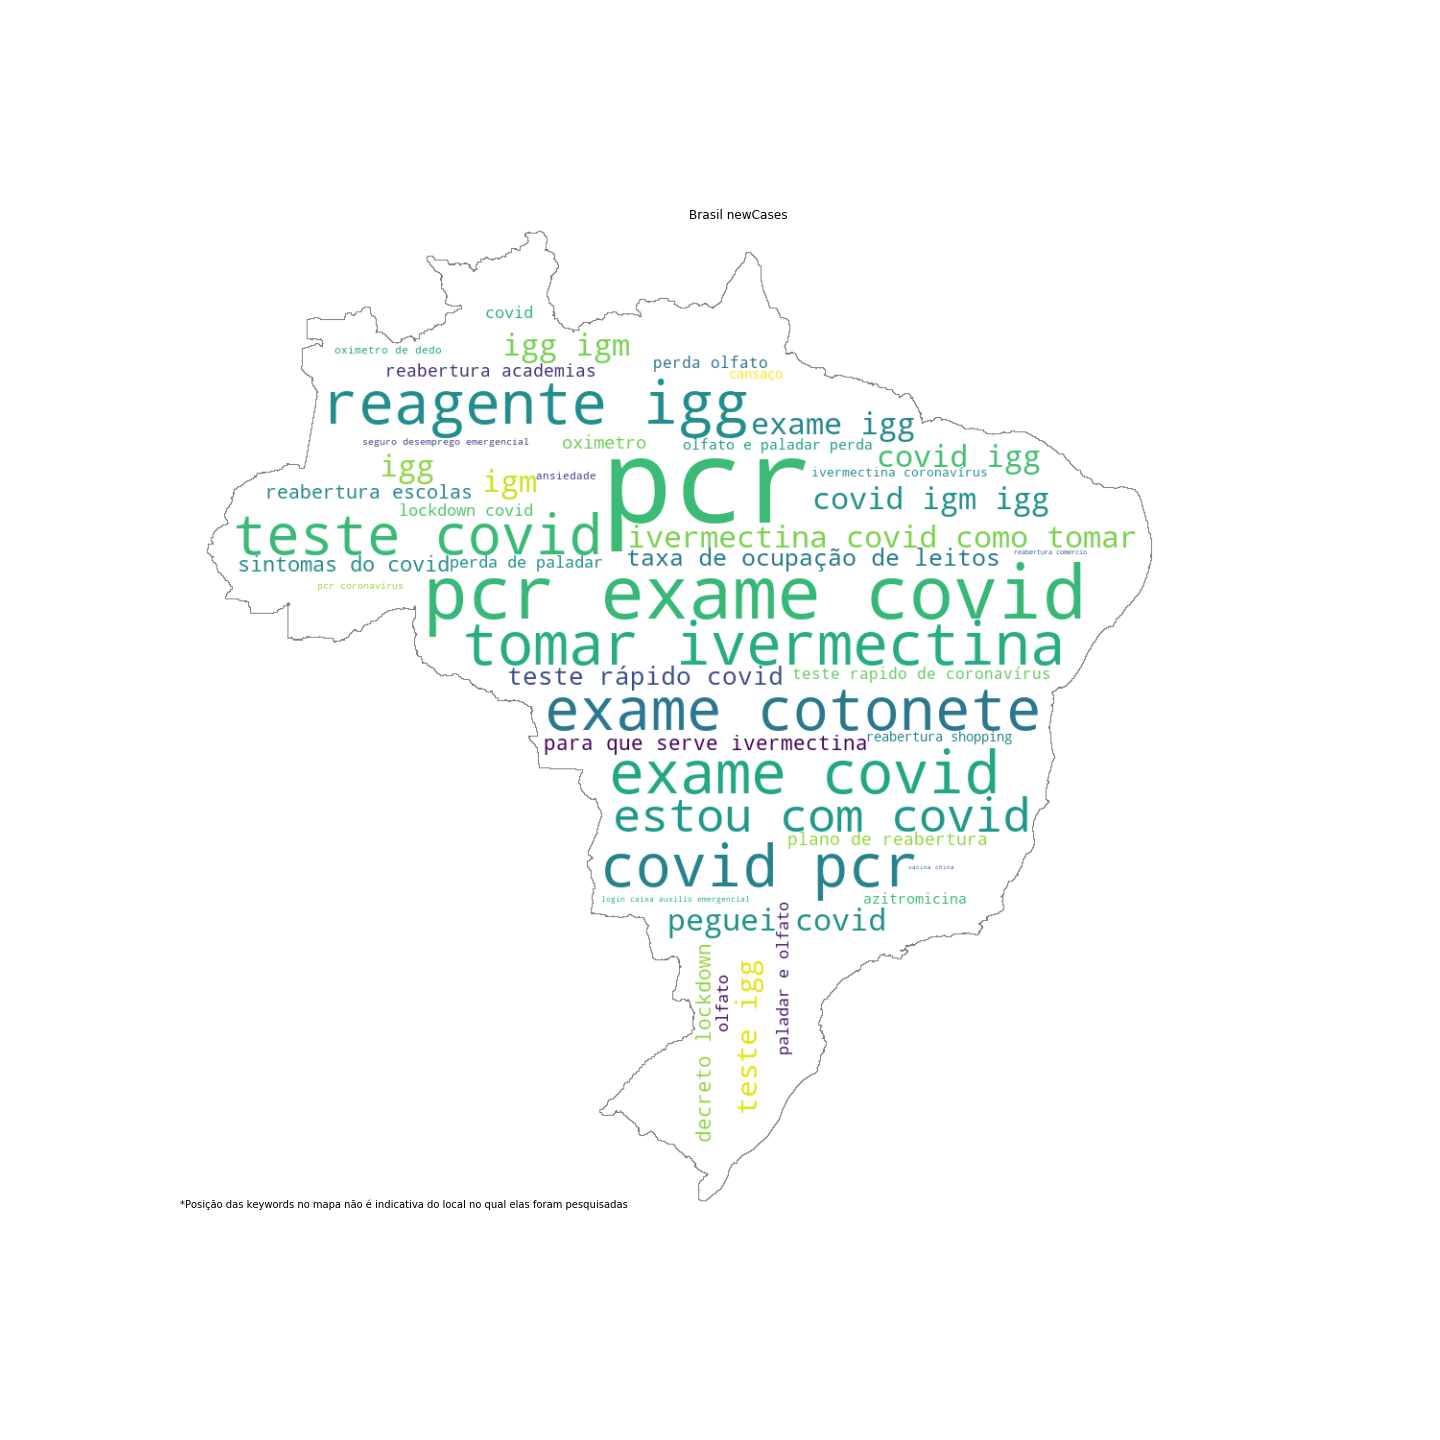 Brasil newCases
covid
igg igm
oximetro de dedo
perda olfato
reabertura academias
cansaço
reagente igg
exame igg
seguro desemprego emergencial
oximetro
olfato e paladar perda
covid igg
igg
igm
ansiedade
pcr
ivermectina coronavírus
reabertura escolas
covid igm igg
lockdown covid
teste covid
ivermectina covid como tomar
reabertura comercio
sintomas do covid
perda de paladar
taxa de ocupação de leitos
pcr coronavírus
pcr exame covid
tomar ivermectina
teste rápido covid
teste rapido de coronavírus
exame cotonete
para que serve ivermectina
reabertura shopping
exame covid
estou com covid
plano de reabertura
covid pcr
vacina china
login caixa auxilio emergencial
azitromicina
peguei covid
decreto lockdown
olfato
teste igg
paladar e olfato
*Posição das keywords no mapa não é indicativa do local no qual elas foram pesquisadas